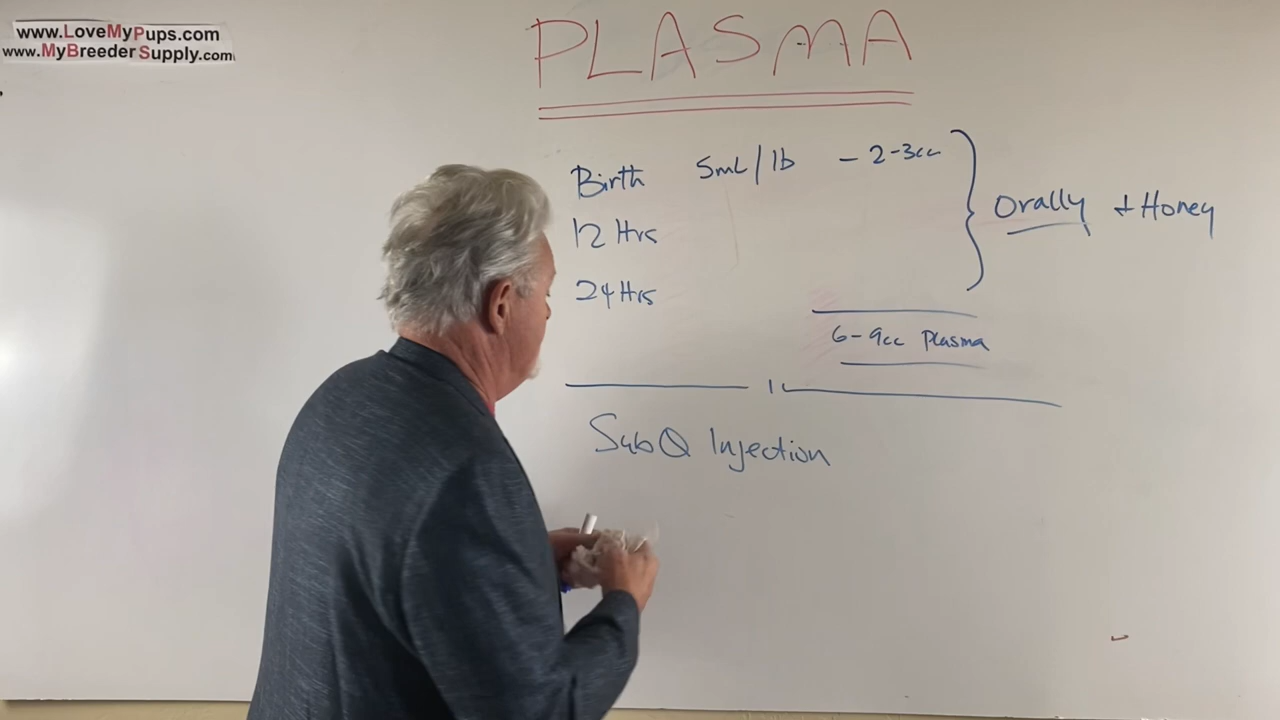 www.LoveMyPups.com
www.MyBreederSupply.com
PLASMA
Birth 5mL/lb - 2-3cc
12 Hrs
24 Hrs
Orally + Honey
6-9cc Plasma
SubQ Injection